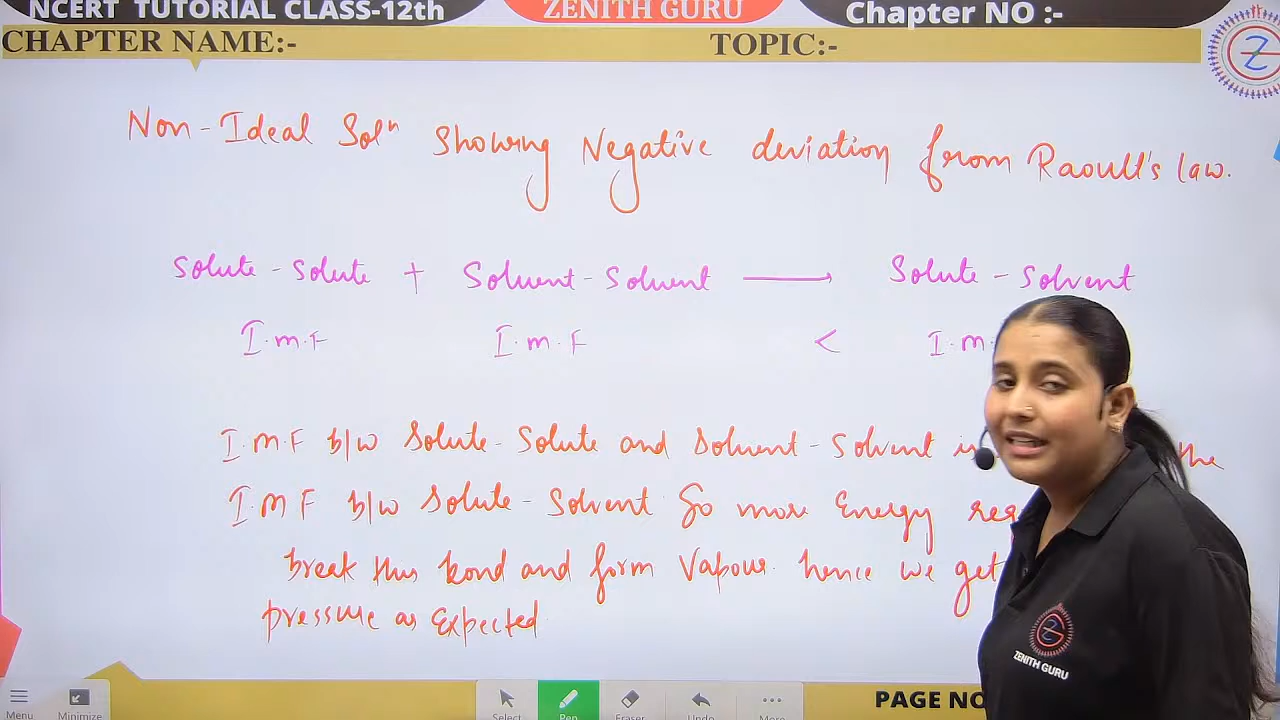 NCERT TUTORIAL CLASS-12th
ZENITH GURU
Chapter NO :-
CHAPTER NAME:-
TOPIC:-
Non-Ideal Solⁿ Showing Negative deviation from Raoult's law.
Solute-Solute + Solvent-Solvent → Solute-Solvent
I.M.F I.M.F < I.M.
I.M.F b/w Solute-Solute and Solvent-Solvent is the
I.M.F b/w Solute-Solvent. So more Energy
break this bond and form Vapour. hence we get
pressure as Expected
ZENITH GURU
Menu
Minimize
Select
Pen
Eraser
Undo
More
PAGE NO